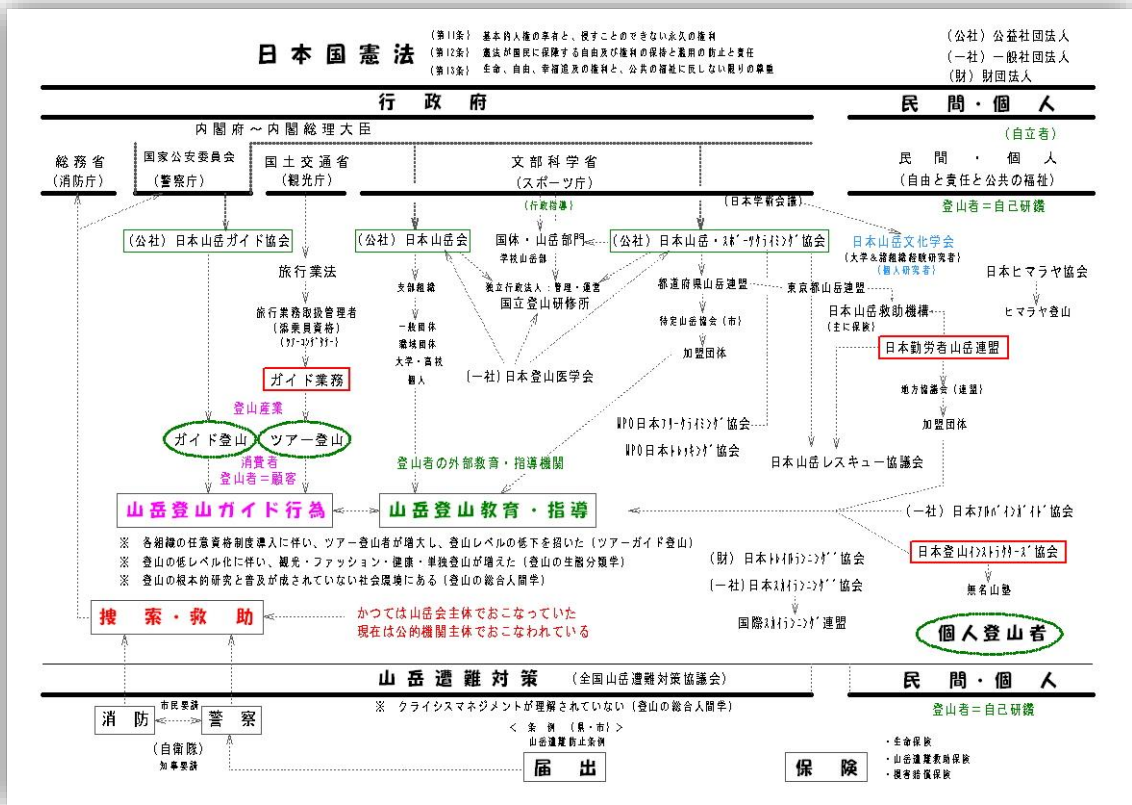 日本国憲法
(第11条) 基本的人権の享有と、侵すことのできない永久の権利
(第12条) 憲法が国民に保障する自由及び権利の保持と濫用の防止と責任
(第13条) 生命、自由、幸福追及の権利と、公共の福祉に反しない限りの尊重
(公社) 公益社団法人
(一社) 一般社団法人
(財) 財団法人
行政府
民間・個人
内閣府～内閣総理大臣
(自立者)
総務省
(消防庁)
国家公安委員会
(警察庁)
国土交通省
(観光庁)
文部科学省
(スポーツ庁)
民間・個人
(自由と責任と公共の福祉)
(行政指導)
(日本学術会議)
登山者＝自己研鑽
(公社) 日本山岳ガイド協会
(公社) 日本山岳会
国体・山岳部門
学校山岳部
(公社) 日本山岳・スポーツクライミング協会
日本山岳文化学会
(大学&諸組織経験研究者)
(個人研究者)
日本ヒマラヤ協会
旅行業法
支部組織
独立行政法人：管理・運営
国立登山研修所
都道府県山岳連盟
東京都山岳連盟
旅行業務取扱管理者
(添乗員資格)
(ツアーコンダクター)
日本山岳救助機構
(主に保険)
ヒマラヤ登山
一般団体
職域団体
大学・高校
個人
特定山岳協会 (市)
日本勤労者山岳連盟
加盟団体
(一社) 日本登山医学会
ガイド業務
地方協議会 (連盟)
登山産業
加盟団体
NPO日本フリークライミング協会
ガイド登山
ツアー登山
NPO日本トレッキング協会
消費者
登山者＝顧客
登山者の外部教育・指導機関
日本山岳レスキュー協議会
山岳登山ガイド行為
山岳登山教育・指導
(一社) 日本アルパインガイド協会
※ 各組織の任意資格制度導入に伴い、ツアー登山者が増大し、登山レベルの低下を招いた (ツアーガイド登山)
※ 登山の低レベル化に伴い、観光・ファッション・健康・単独登山が増えた (登山の生態分類学)
※ 登山の根本的研究と普及が成されていない社会環境にある (登山の総合人間学)
(財) 日本トレイルランニング協会
日本登山インストラクターズ協会
(一社) 日本スカイランニング協会
無名山塾
捜索・救助
かつては山岳会主体でおこなっていた
現在は公的機関主体でおこなわれている
国際スカイランニング連盟
個人登山者
山岳遭難対策 (全国山岳遭難対策協議会)
民間・個人
※ クライシスマネジメントが理解されていない (登山の総合人間学)
登山者＝自己研鑽
消防
市民要請
警察
＜ 条例 (県・市) ＞
山岳遭難防止条例
(自衛隊)
知事要請
届出
保険
・生命保険
・山岳遭難救助保険
・損害賠償保険